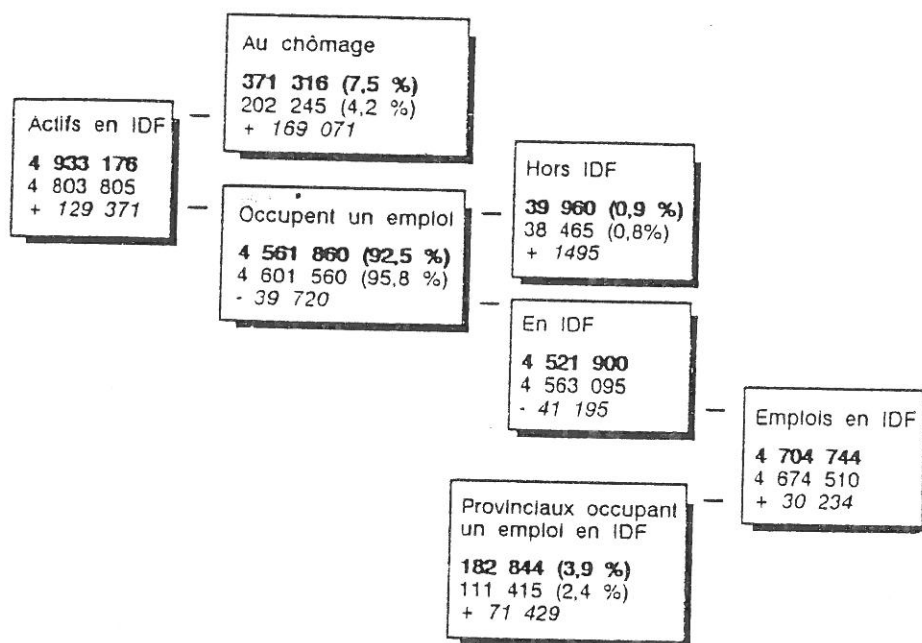 Au chômage
371 316 (7,5 %)
202 245 (4,2 %)
+ 169 071
Actifs en IDF
4 933 176
4 803 805
+ 129 371
Occupent un emploi
4 561 860 (92,5 %)
4 601 560 (95,8 %)
- 39 720
Hors IDF
39 960 (0,9 %)
38 465 (0,8%)
+ 1495
En IDF
4 521 900
4 563 095
- 41 195
Emplois en IDF
4 704 744
4 674 510
+ 30 234
Provinciaux occupant
un emploi en IDF
182 844 (3,9 %)
111 415 (2,4 %)
+ 71 429